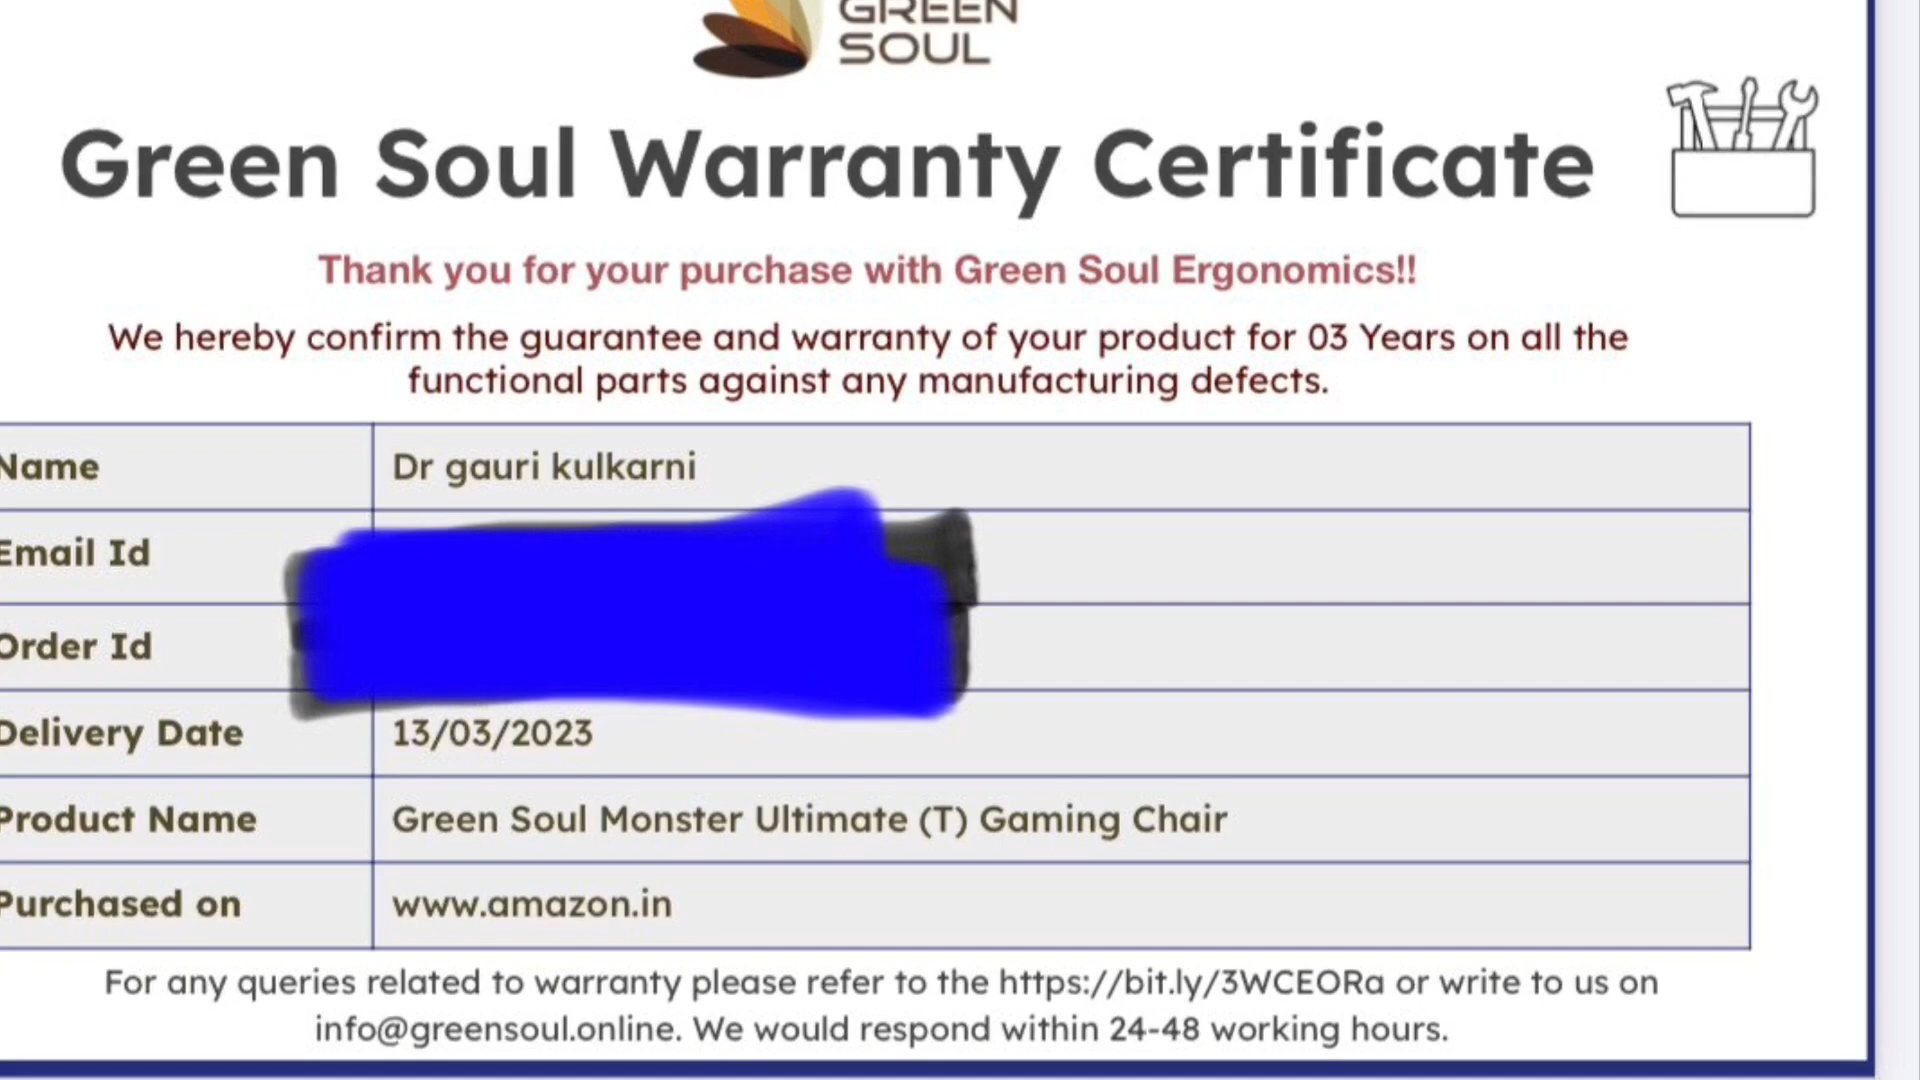 GREEN
SOUL
Green Soul Warranty Certificate
Thank you for your purchase with Green Soul Ergonomics!!
We hereby confirm the guarantee and warranty of your product for 03 Years on all the
functional parts against any manufacturing defects.
Name Dr gauri kulkarni
Email Id
Order Id
Delivery Date 13/03/2023
Product Name Green Soul Monster Ultimate (T) Gaming Chair
Purchased on www.amazon.in
For any queries related to warranty please refer to the https://bit.ly/3WCEORa or write to us on
info@greensoul.online. We would respond within 24-48 working hours.